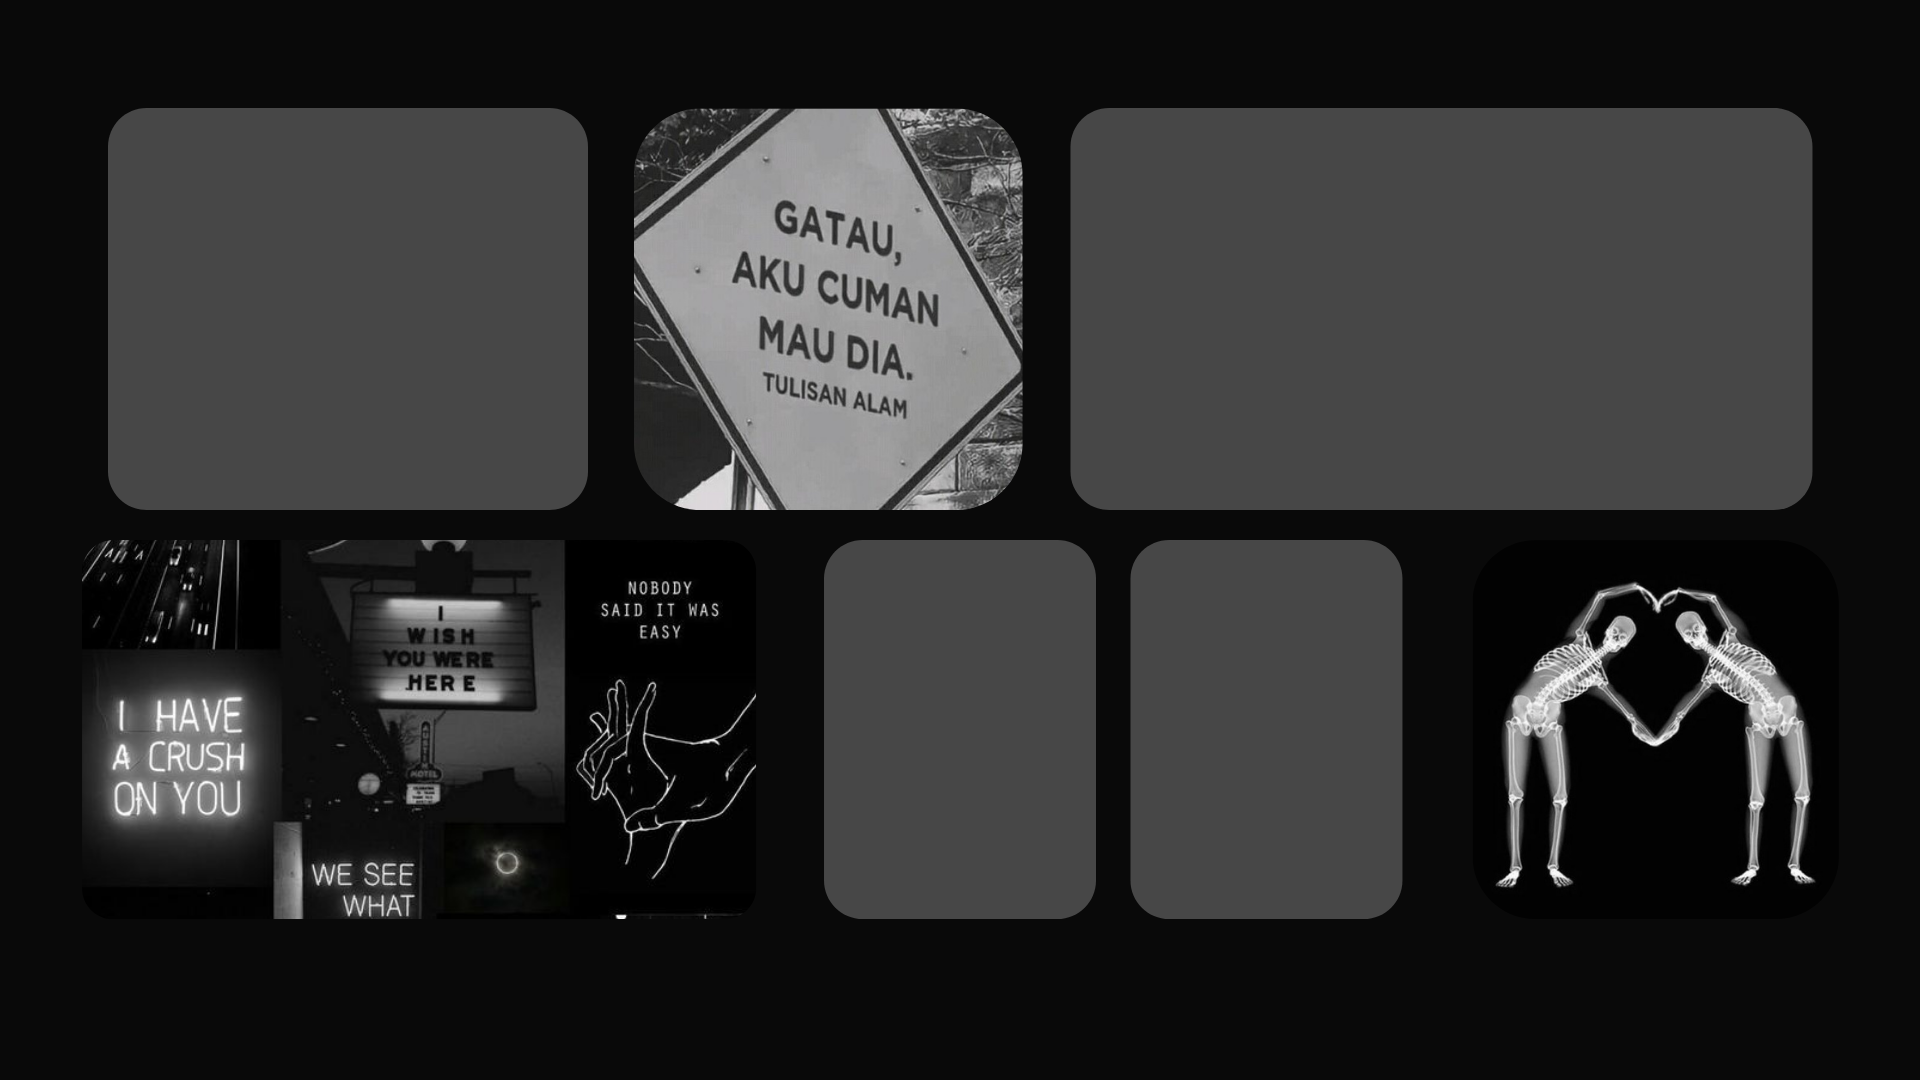 GATAU,
AKU CUMAN
MAU DIA.
TULISAN ALAM
I
WISH
YOU WERE
HERE
AUSTIN
MOTEL
NOBODY
SAID IT WAS
EASY
I HAVE
A CRUSH
ON YOU
WE SEE
WHAT